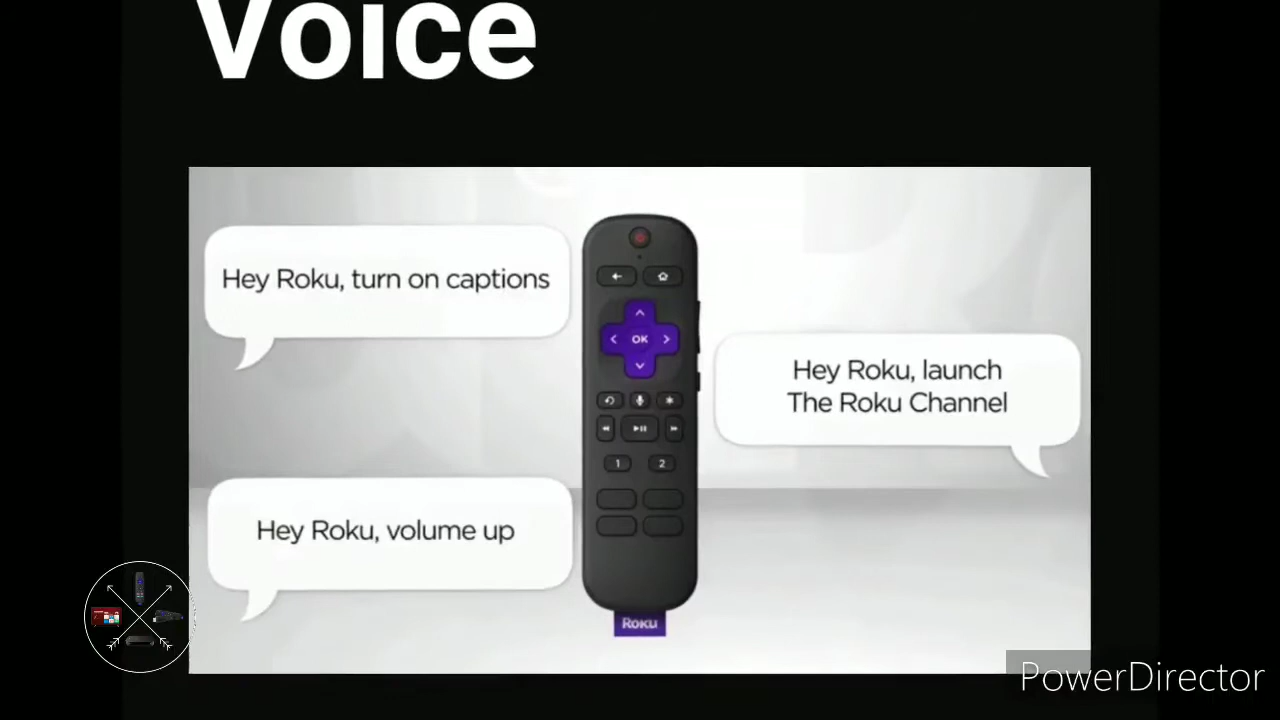 Voice
Hey Roku, turn on captions
OK
Hey Roku, launch
The Roku Channel
1 2
Hey Roku, volume up
Roku
PowerDirector